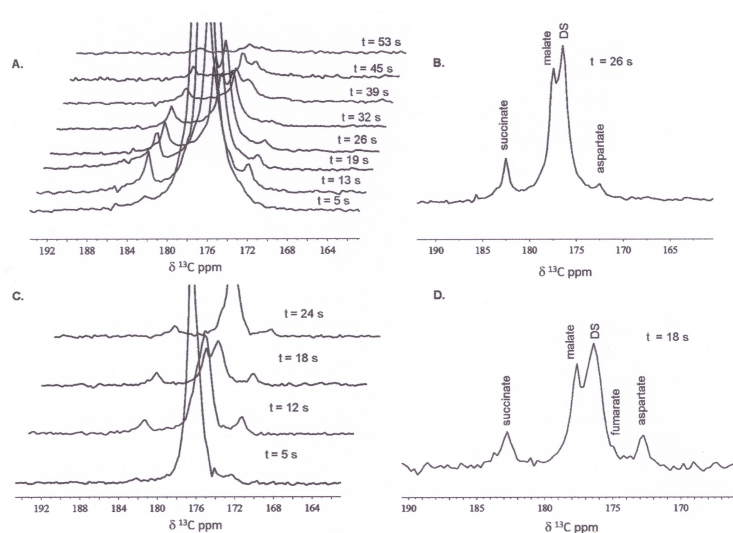 A.
t = 53 s
t = 45 s
t = 39 s
t = 32 s
t = 26 s
t = 19 s
t = 13 s
t = 5 s
192 188 184 180 176 172 168 164
δ ¹³C ppm
B.
succinate
malate
DS
aspartate
t = 26 s
190 185 180 177 170 165
δ ¹³C ppm
C.
t = 24 s
t = 18 s
t = 12 s
t = 5 s
192 188 184 180 176 172 168 164
δ ¹³C ppm
D.
succinate
malate
DS
fumarate
aspartate
t = 18 s
190 185 180 177 170
δ ¹³C ppm